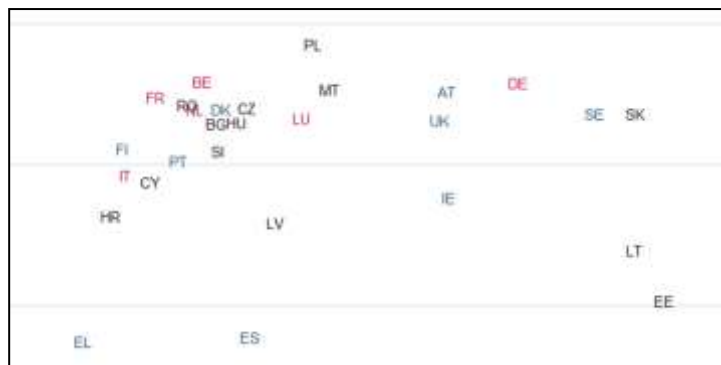 PL
BE
DE
MT
AT
FR
RO
NL
DK
CZ
SE
SK
LU
UK
BG
HU
FI
SI
PT
IT
CY
IE
HR
LV
LT
EE
ES
EL